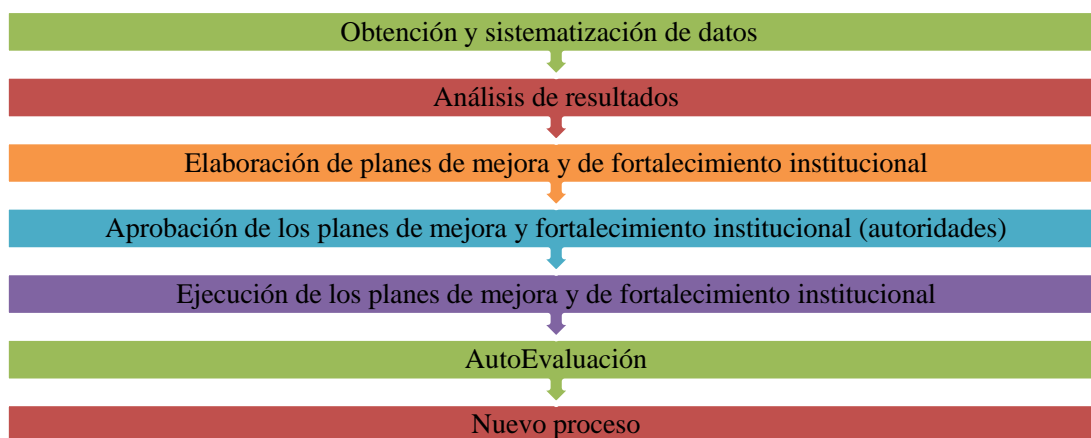 Obtención y sistematización de datos
Análisis de resultados
Elaboración de planes de mejora y de fortalecimiento institucional
Aprobación de los planes de mejora y fortalecimiento institucional (autoridades)
Ejecución de los planes de mejora y de fortalecimiento institucional
AutoEvaluación
Nuevo proceso